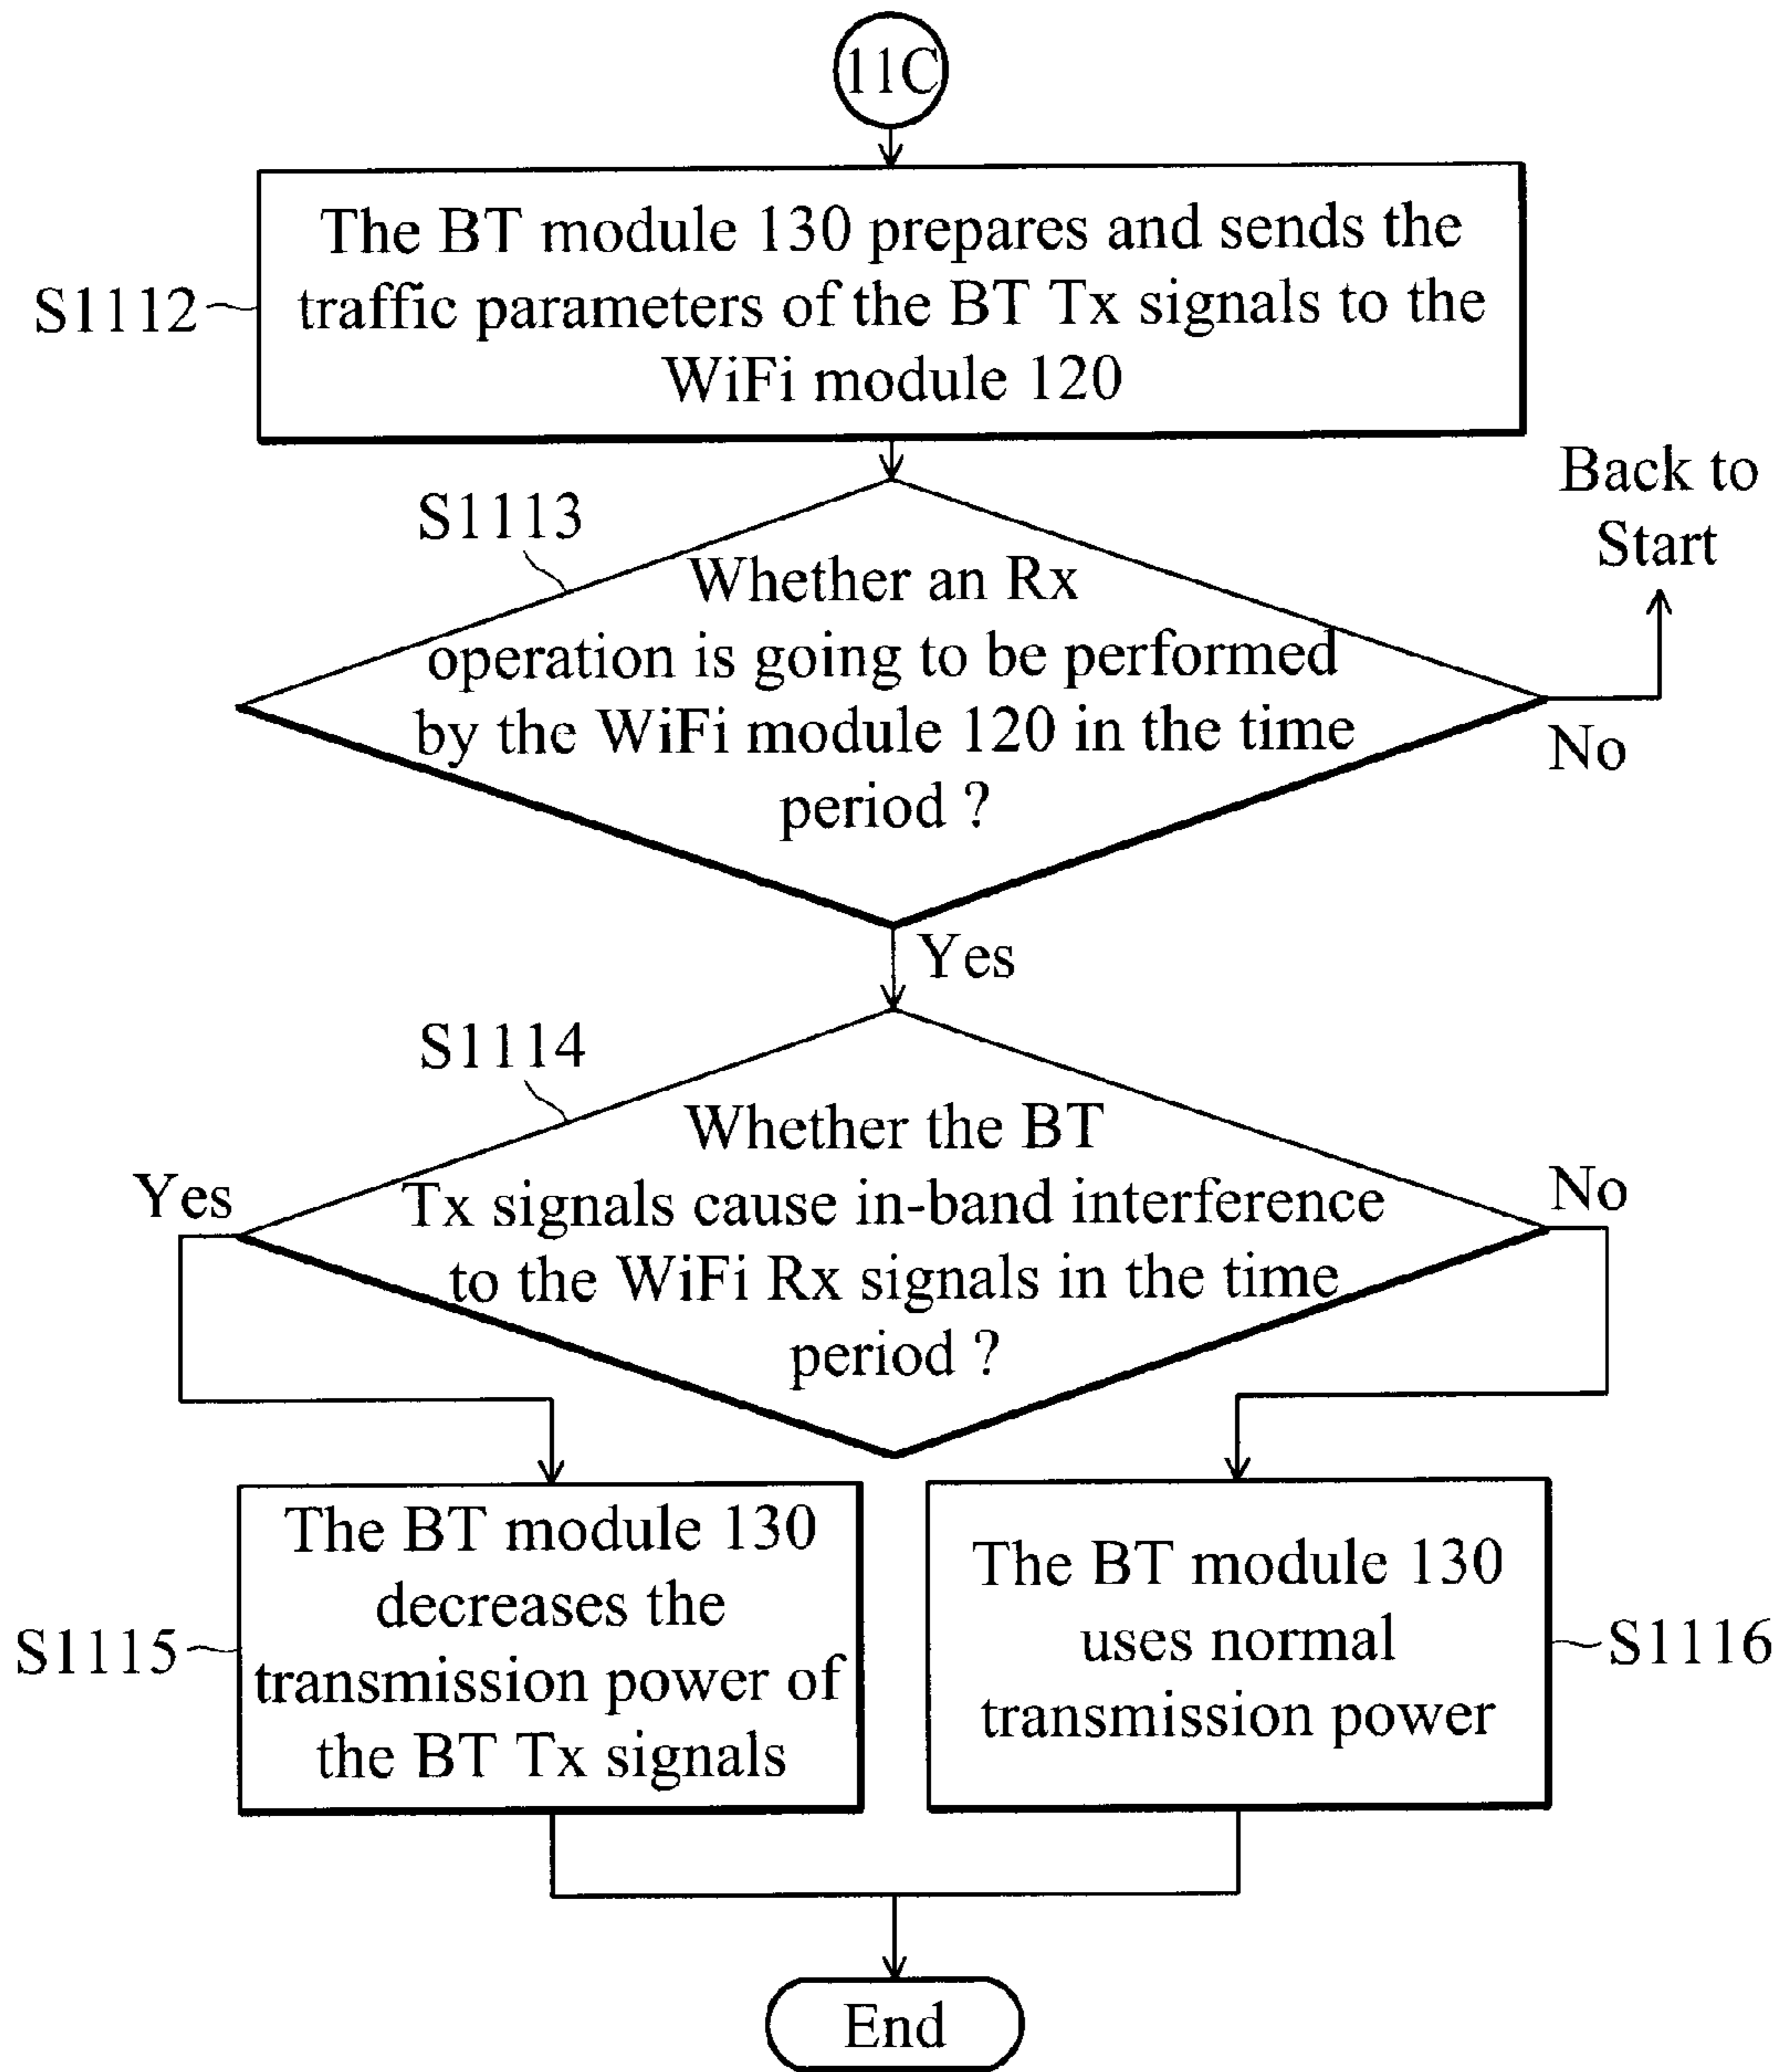 11C
The BT module 130 prepares and sends the
traffic parameters of the BT Tx signals to the
WiFi module 120
S1112
Back to
Start
S1113
Whether an Rx
operation is going to be performed
by the WiFi module 120 in the time
period ?
No
Yes
S1114
Whether the BT
Tx signals cause in-band interference
to the WiFi Rx signals in the time
period ?
Yes
No
The BT module 130
decreases the
transmission power of
the BT Tx signals
S1115
The BT module 130
uses normal
transmission power
S1116
End